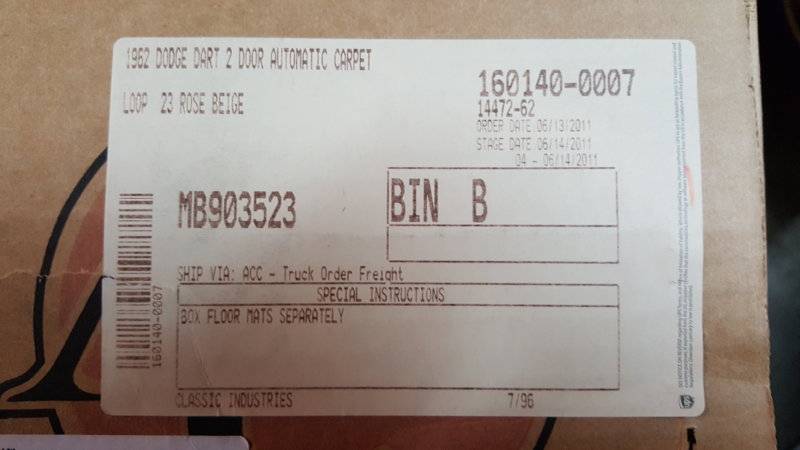 1962 DODGE DART 2 DOOR AUTOMATIC CARPET
160140-0007
LOOP 23 ROSE BEIGE
14472-62
ORDER DATE 06/13/2011
STAGE DATE 06/14/2011
04 - 06/14/2011
MB903523
BIN B
SHIP VIA: ACC - Truck Order Freight
SPECIAL INSTRUCTIONS
BOX FLOOR MATS SEPARATELY
160140-0007
CLASSIC INDUSTRIES
7/96